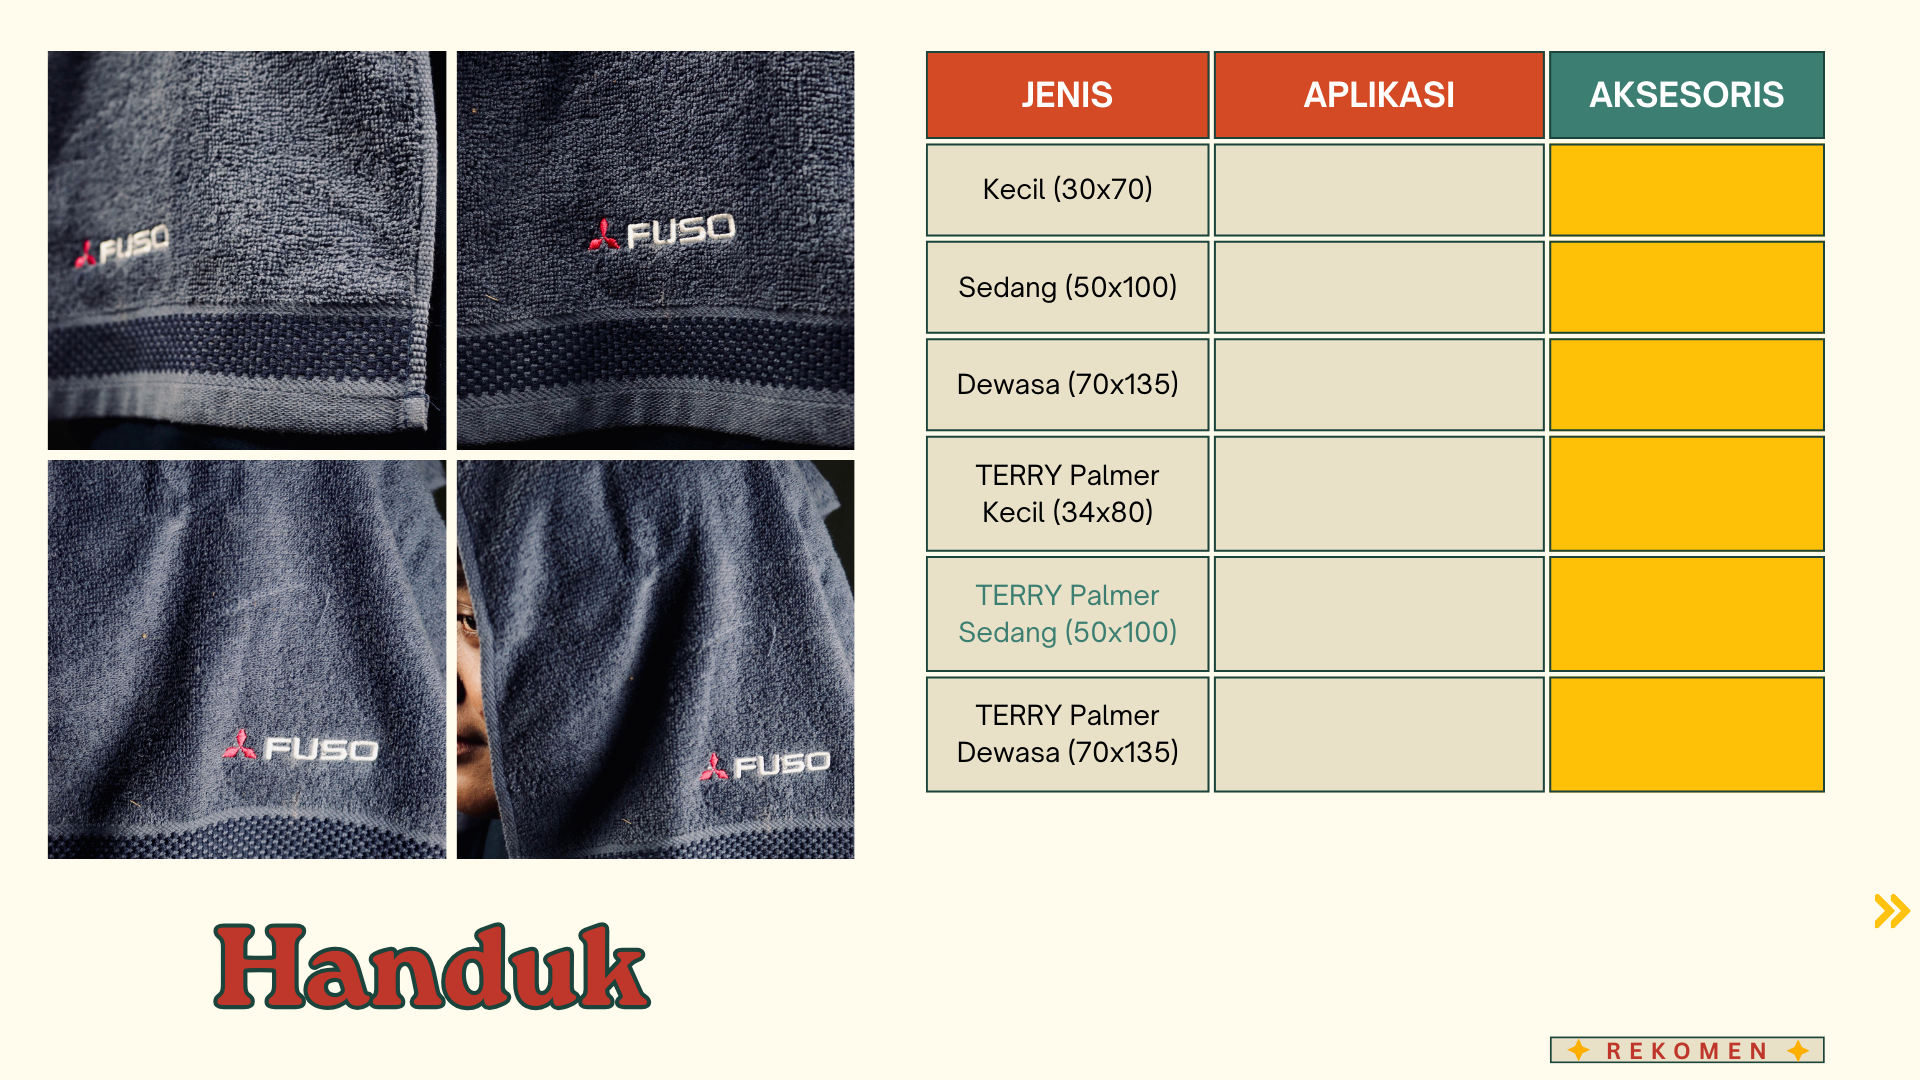 FUSO
FUSO
FUSO
FUSO
Handuk
JENIS
APLIKASI
AKSESORIS
Kecil (30x70)
Sedang (50x100)
Dewasa (70x135)
TERRY Palmer
Kecil (34x80)
TERRY Palmer
Sedang (50x100)
TERRY Palmer
Dewasa (70x135)
REKOMEN